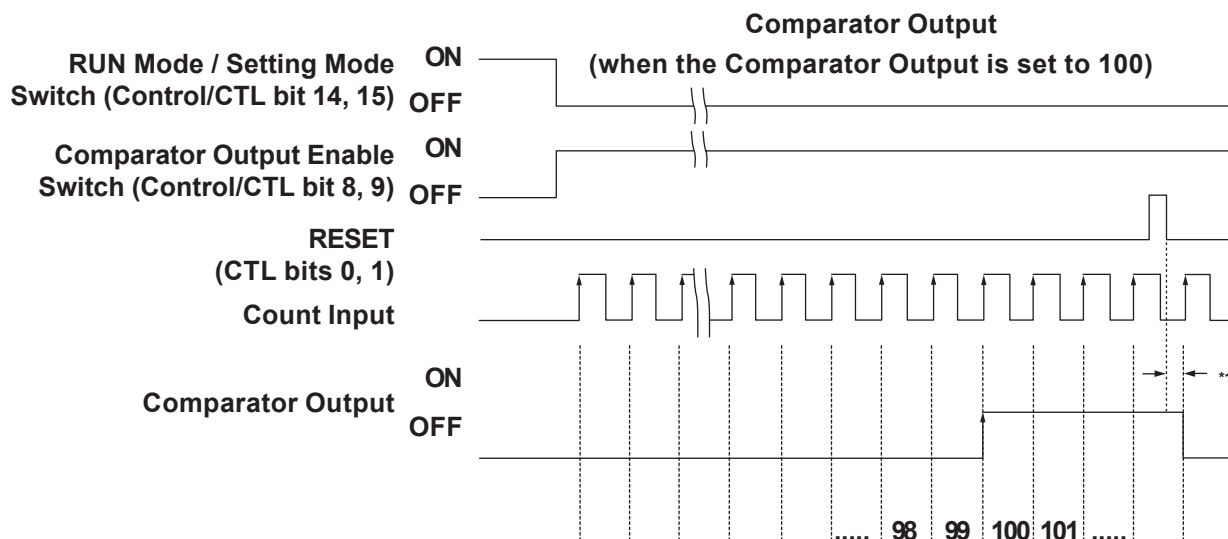 Comparator Output
(when the Comparator Output is set to 100)
RUN Mode / Setting Mode
Switch (Control/CTL bit 14, 15)
ON
OFF
Comparator Output Enable
Switch (Control/CTL bit 8, 9)
ON
OFF
RESET
(CTL bits 0, 1)
Count Input
Comparator Output
ON
OFF
..... 98 99 100 101 .....